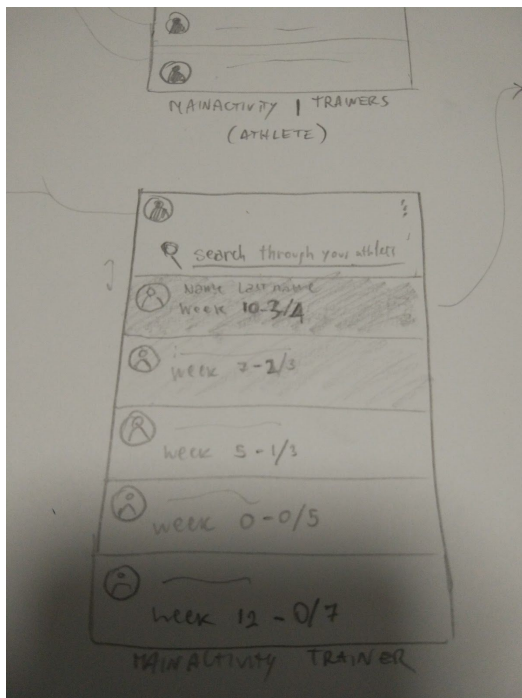 MAINACTIVITY | TRAINERS
(ATHLETE)
search through your athlets
Name Last name
week 10-3/4
week 7-2/3
week 5-1/3
week 0-0/5
week 12-0/7
MAINACTIVITY TRAINER